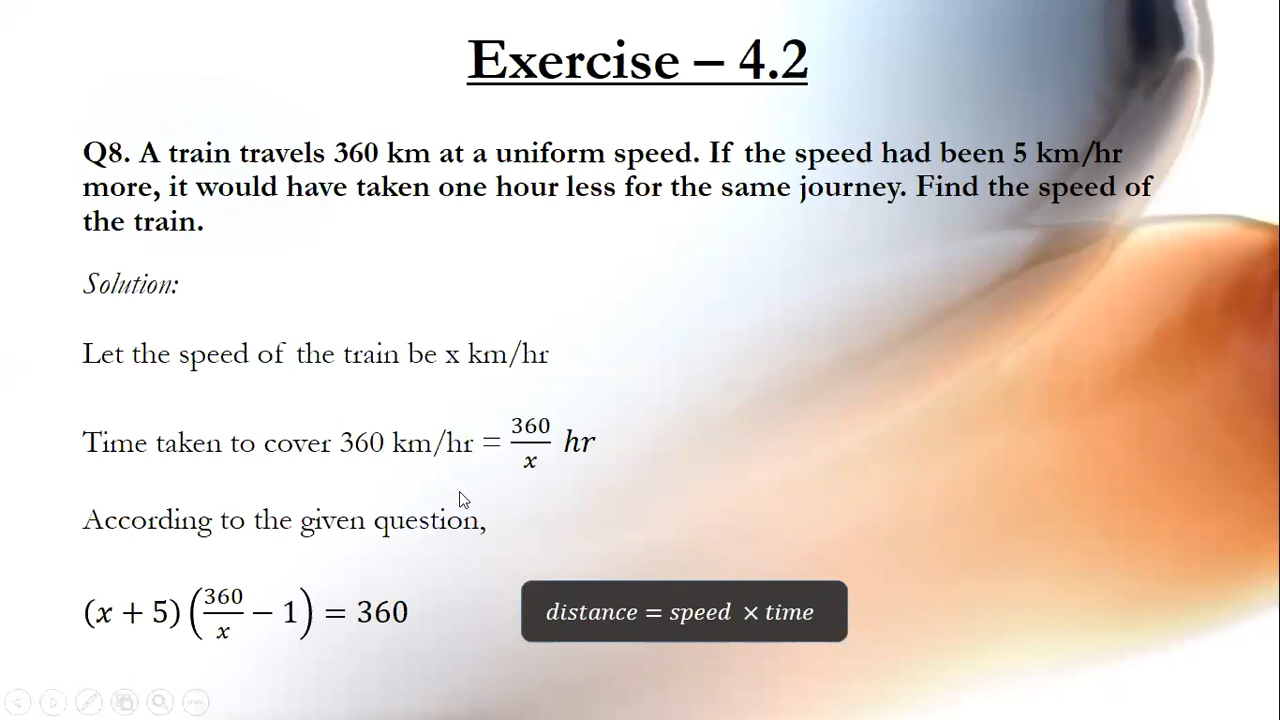 Exercise – 4.2
Q8. A train travels 360 km at a uniform speed. If the speed had been 5 km/hr
more, it would have taken one hour less for the same journey. Find the speed of
the train.
Solution:
Let the speed of the train be x km/hr
Time taken to cover 360 km/hr = 360/x hr
According to the given question,
(x + 5)(360/x − 1) = 360
distance = speed × time